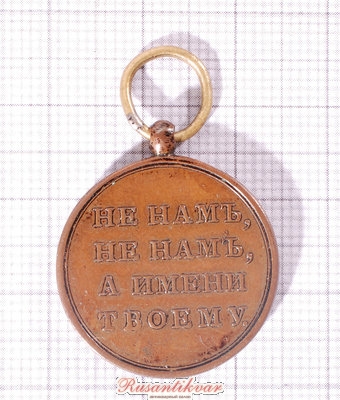 НЕ НАМЪ,
НЕ НАМЪ,
А ИМЕНИ
ТВОЕМУ.
Rusantikvar